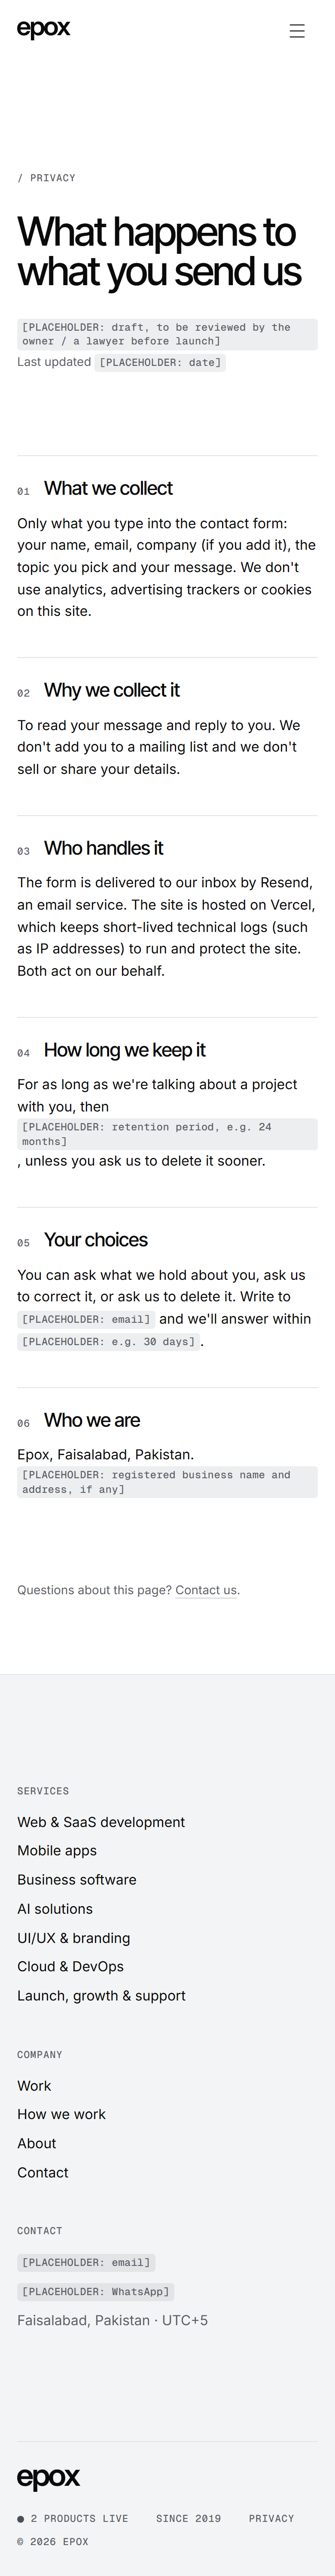 epox
/ PRIVACY
What happens to
what you send us
[PLACEHOLDER: draft, to be reviewed by the
owner / a lawyer before launch]
Last updated [PLACEHOLDER: date]
01 What we collect
Only what you type into the contact form:
your name, email, company (if you add it), the
topic you pick and your message. We don't
use analytics, advertising trackers or cookies
on this site.
02 Why we collect it
To read your message and reply to you. We
don't add you to a mailing list and we don't
sell or share your details.
03 Who handles it
The form is delivered to our inbox by Resend,
an email service. The site is hosted on Vercel,
which keeps short-lived technical logs (such
as IP addresses) to run and protect the site.
Both act on our behalf.
04 How long we keep it
For as long as we're talking about a project
with you, then
[PLACEHOLDER: retention period, e.g. 24
months]
, unless you ask us to delete it sooner.
05 Your choices
You can ask what we hold about you, ask us
to correct it, or ask us to delete it. Write to
[PLACEHOLDER: email] and we'll answer within
[PLACEHOLDER: e.g. 30 days].
06 Who we are
Epox, Faisalabad, Pakistan.
[PLACEHOLDER: registered business name and
address, if any]
Questions about this page? Contact us.
SERVICES
Web & SaaS development
Mobile apps
Business software
AI solutions
UI/UX & branding
Cloud & DevOps
Launch, growth & support
COMPANY
Work
How we work
About
Contact
CONTACT
[PLACEHOLDER: email]
[PLACEHOLDER: WhatsApp]
Faisalabad, Pakistan · UTC+5
epox
2 PRODUCTS LIVE SINCE 2019 PRIVACY
© 2026 EPOX